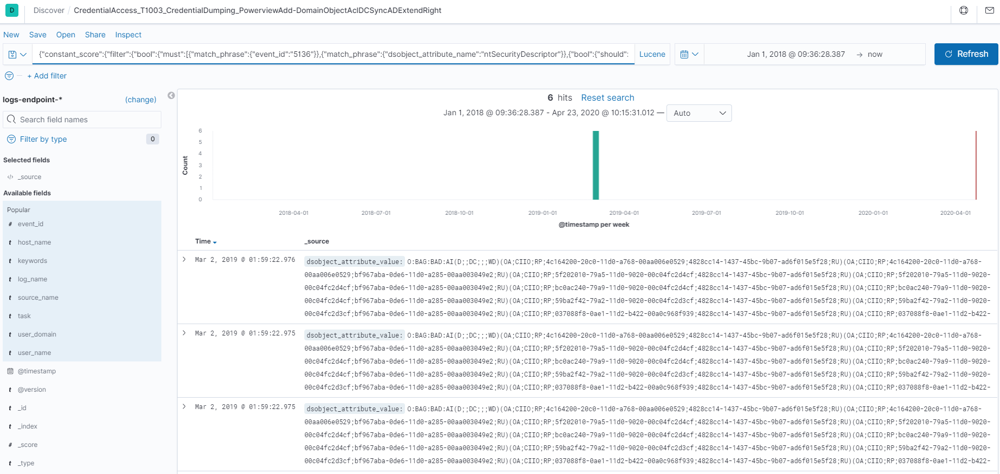 D Discover / CredentialAccess_T1003_CredentialDumping_PowerviewAdd-DomainObjectAclDCSyncADExtendRight
New Save Open Share Inspect
{"constant_score":{"filter":{"bool":{"must":[{"match_phrase":{"event_id":"5136"}},{"match_phrase":{"dsobject_attribute_name":"ntSecurityDescriptor"}},{"bool":{"should": Lucene Jan 1, 2018 @ 09:36:28.387 → now Refresh
+ Add filter
logs-endpoint-* (change)
Search field names
Filter by type 0
Selected fields
_source
Available fields
Popular
# event_id
t host_name
t keywords
t log_name
t source_name
t task
t user_domain
t user_name
@timestamp
t @version
t _id
t _index
# _score
t _type
6 hits Reset search
Jan 1, 2018 @ 09:36:28.387 - Apr 23, 2020 @ 10:15:31.012 — Auto
Count
6
5
4
3
2
1
0
2018-04-01 2018-07-01 2018-10-01 2019-01-01 2019-04-01 2019-07-01 2019-10-01 2020-01-01 2020-04-01
@timestamp per week
Time _source
Mar 2, 2019 @ 01:59:22.976 dsobject_attribute_value: O:BAG:BAD:AI(D;;DC;;;WD)(OA;CIIO;RP;4c164200-20c0-11d0-a768-00aa006e0529;4828cc14-1437-45bc-9b07-ad6f015e5f28;RU)(OA;CIIO;RP;4c164200-20c0-11d0-a768-
00aa006e0529;bf967aba-0de6-11d0-a285-00aa003049e2;RU)(OA;CIIO;RP;5f202010-79a5-11d0-9020-00c04fc2d4cf;4828cc14-1437-45bc-9b07-ad6f015e5f28;RU)(OA;CIIO;RP;5f202010-79a5-11d0-9020-
00c04fc2d4cf;bf967aba-0de6-11d0-a285-00aa003049e2;RU)(OA;CIIO;RP;bc0ac240-79a9-11d0-9020-00c04fc2d4cf;4828cc14-1437-45bc-9b07-ad6f015e5f28;RU)(OA;CIIO;RP;bc0ac240-79a9-11d0-9020-
00c04fc2d4cf;bf967aba-0de6-11d0-a285-00aa003049e2;RU)(OA;CIIO;RP;59ba2f42-79a2-11d0-9020-00c04fc2d3cf;4828cc14-1437-45bc-9b07-ad6f015e5f28;RU)(OA;CIIO;RP;59ba2f42-79a2-11d0-9020-
00c04fc2d3cf;bf967aba-0de6-11d0-a285-00aa003049e2;RU)(OA;CIIO;RP;037088f8-0ae1-11d2-b422-00a0c968f939;4828cc14-1437-45bc-9b07-ad6f015e5f28;RU)(OA;CIIO;RP;037088f8-0ae1-11d2-b422-
Mar 2, 2019 @ 01:59:22.975 dsobject_attribute_value: O:BAG:BAD:AI(D;;DC;;;WD)(OA;CIIO;RP;4c164200-20c0-11d0-a768-00aa006e0529;4828cc14-1437-45bc-9b07-ad6f015e5f28;RU)(OA;CIIO;RP;4c164200-20c0-11d0-a768-
00aa006e0529;bf967aba-0de6-11d0-a285-00aa003049e2;RU)(OA;CIIO;RP;5f202010-79a5-11d0-9020-00c04fc2d4cf;4828cc14-1437-45bc-9b07-ad6f015e5f28;RU)(OA;CIIO;RP;5f202010-79a5-11d0-9020-
00c04fc2d4cf;bf967aba-0de6-11d0-a285-00aa003049e2;RU)(OA;CIIO;RP;bc0ac240-79a9-11d0-9020-00c04fc2d4cf;4828cc14-1437-45bc-9b07-ad6f015e5f28;RU)(OA;CIIO;RP;bc0ac240-79a9-11d0-9020-
00c04fc2d4cf;bf967aba-0de6-11d0-a285-00aa003049e2;RU)(OA;CIIO;RP;59ba2f42-79a2-11d0-9020-00c04fc2d3cf;4828cc14-1437-45bc-9b07-ad6f015e5f28;RU)(OA;CIIO;RP;59ba2f42-79a2-11d0-9020-
00c04fc2d3cf;bf967aba-0de6-11d0-a285-00aa003049e2;RU)(OA;CIIO;RP;037088f8-0ae1-11d2-b422-00a0c968f939;4828cc14-1437-45bc-9b07-ad6f015e5f28;RU)(OA;CIIO;RP;037088f8-0ae1-11d2-b422-
Mar 2, 2019 @ 01:59:22.975 dsobject_attribute_value: O:BAG:BAD:AI(D;;DC;;;WD)(OA;CIIO;RP;4c164200-20c0-11d0-a768-00aa006e0529;4828cc14-1437-45bc-9b07-ad6f015e5f28;RU)(OA;CIIO;RP;4c164200-20c0-11d0-a768-
00aa006e0529;bf967aba-0de6-11d0-a285-00aa003049e2;RU)(OA;CIIO;RP;5f202010-79a5-11d0-9020-00c04fc2d4cf;4828cc14-1437-45bc-9b07-ad6f015e5f28;RU)(OA;CIIO;RP;5f202010-79a5-11d0-9020-
00c04fc2d4cf;bf967aba-0de6-11d0-a285-00aa003049e2;RU)(OA;CIIO;RP;bc0ac240-79a9-11d0-9020-00c04fc2d4cf;4828cc14-1437-45bc-9b07-ad6f015e5f28;RU)(OA;CIIO;RP;bc0ac240-79a9-11d0-9020-
00c04fc2d4cf;bf967aba-0de6-11d0-a285-00aa003049e2;RU)(OA;CIIO;RP;59ba2f42-79a2-11d0-9020-00c04fc2d3cf;4828cc14-1437-45bc-9b07-ad6f015e5f28;RU)(OA;CIIO;RP;59ba2f42-79a2-11d0-9020-
00c04fc2d3cf;bf967aba-0de6-11d0-a285-00aa003049e2;RU)(OA;CIIO;RP;037088f8-0ae1-11d2-b422-00a0c968f939;4828cc14-1437-45bc-9b07-ad6f015e5f28;RU)(OA;CIIO;RP;037088f8-0ae1-11d2-b422-